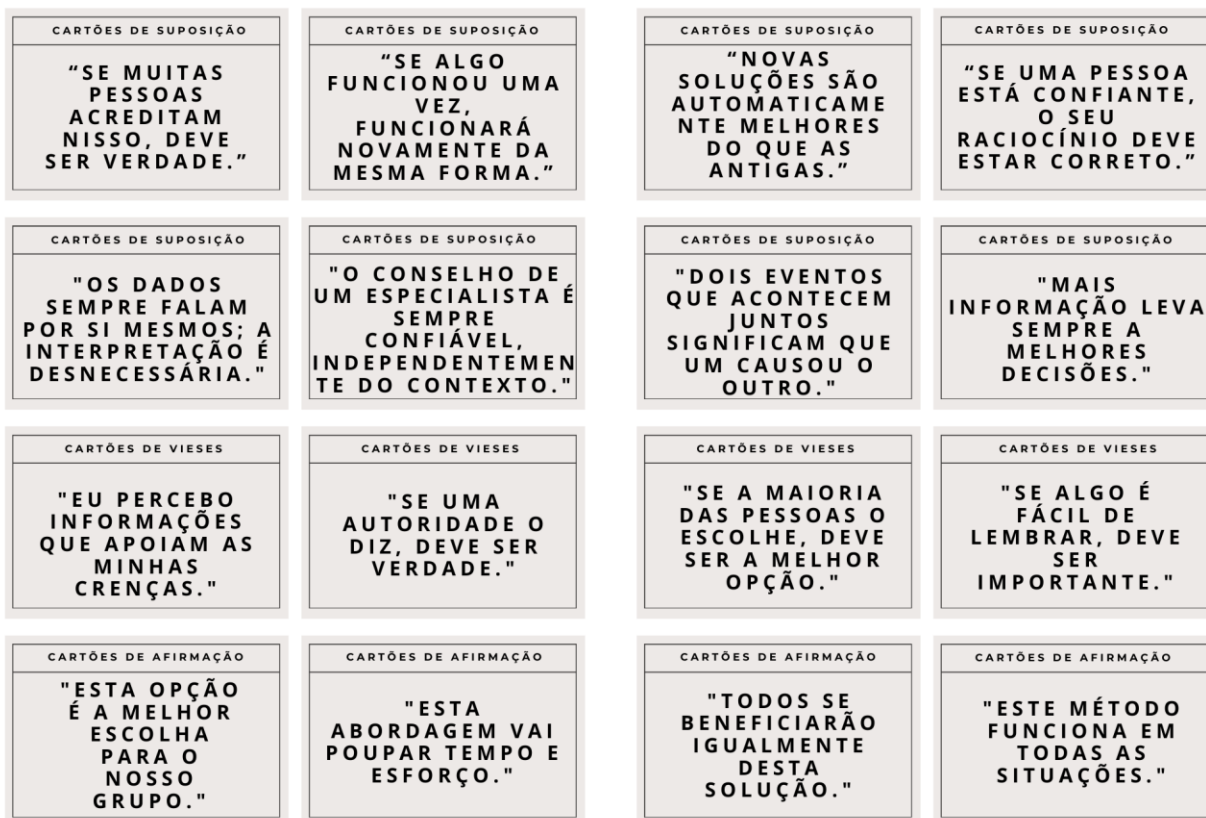 CARTÕES DE SUPOSIÇÃO
“SE MUITAS
PESSOAS
ACREDITAM
NISSO, DEVE
SER VERDADE.”
CARTÕES DE SUPOSIÇÃO
“SE ALGO
FUNCIONOU UMA
VEZ,
FUNCIONARÁ
NOVAMENTE DA
MESMA FORMA.”
CARTÕES DE SUPOSIÇÃO
“NOVAS
SOLUÇÕES SÃO
AUTOMATICAME
NTE MELHORES
DO QUE AS
ANTIGAS.”
CARTÕES DE SUPOSIÇÃO
“SE UMA PESSOA
ESTÁ CONFIANTE,
O SEU
RACIOCÍNIO DEVE
ESTAR CORRETO.”
CARTÕES DE SUPOSIÇÃO
"OS DADOS
SEMPRE FALAM
POR SI MESMOS; A
INTERPRETAÇÃO É
DESNECESSÁRIA."
CARTÕES DE SUPOSIÇÃO
"O CONSELHO DE
UM ESPECIALISTA É
SEMPRE
CONFIÁVEL,
INDEPENDENTEMEN
TE DO CONTEXTO."
CARTÕES DE SUPOSIÇÃO
"DOIS EVENTOS
QUE ACONTECEM
JUNTOS
SIGNIFICAM QUE
UM CAUSOU O
OUTRO."
CARTÕES DE SUPOSIÇÃO
"MAIS
INFORMAÇÃO LEVA
SEMPRE A
MELHORES
DECISÕES."
CARTÕES DE VIESES
"EU PERCEBO
INFORMAÇÕES
QUE APOIAM AS
MINHAS
CRENÇAS."
CARTÕES DE VIESES
"SE UMA
AUTORIDADE O
DIZ, DEVE SER
VERDADE."
CARTÕES DE VIESES
"SE A MAIORIA
DAS PESSOAS O
ESCOLHE, DEVE
SER A MELHOR
OPÇÃO."
CARTÕES DE VIESES
"SE ALGO É
FÁCIL DE
LEMBRAR, DEVE
SER
IMPORTANTE."
CARTÕES DE AFIRMAÇÃO
"ESTA OPÇÃO
É A MELHOR
ESCOLHA
PARA O
NOSSO
GRUPO."
CARTÕES DE AFIRMAÇÃO
"ESTA
ABORDAGEM VAI
POUPAR TEMPO E
ESFORÇO."
CARTÕES DE AFIRMAÇÃO
"TODOS SE
BENEFICIARÃO
IGUALMENTE
DESTA
SOLUÇÃO."
CARTÕES DE AFIRMAÇÃO
"ESTE MÉTODO
FUNCIONA EM
TODAS AS
SITUAÇÕES."